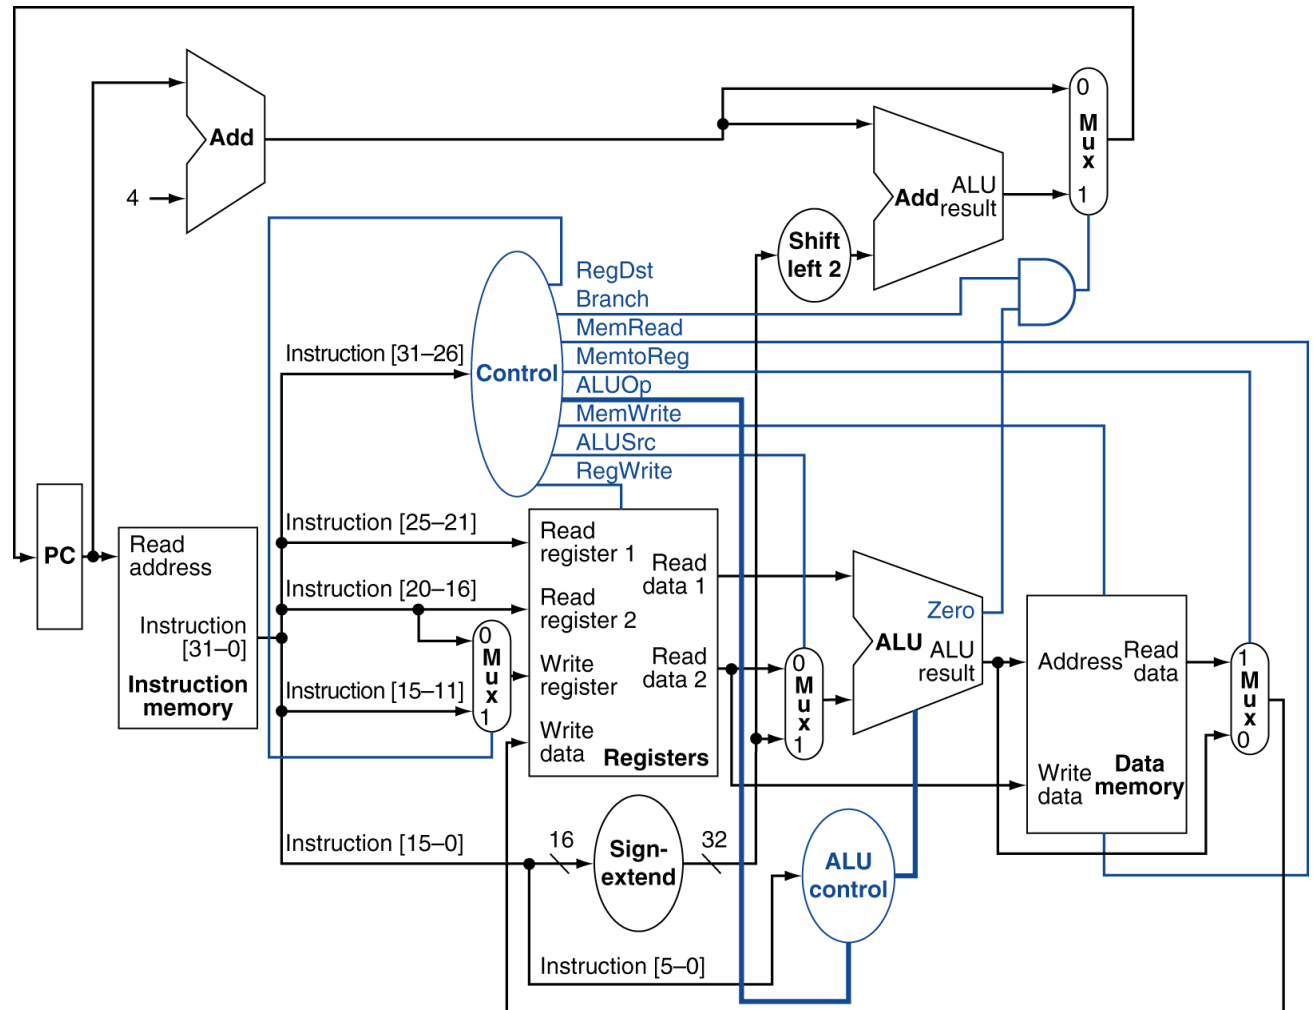 0
M
u
x
1
Add
ALU
Add
result
4
Shift
left 2
RegDst
Branch
MemRead
MemtoReg
ALUOp
MemWrite
ALUSrc
RegWrite
Instruction [31–26]
Control
Instruction [25–21]
Instruction [20–16]
Instruction [15–11]
Instruction [15–0]
Instruction [5–0]
PC
Read
address
Instruction
[31–0]
Instruction
memory
0
M
u
x
1
Read
register 1
Read
register 2
Write
register
Write
data
Read
data 1
Read
data 2
Registers
0
M
u
x
1
Zero
ALU
ALU
result
Address
Read
data
Write
data
Data
memory
1
M
u
x
0
16
Sign-
extend
32
ALU
control